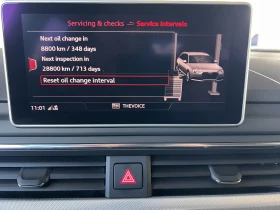 Servicing & checks Service intervals
Next oil change in
8800 km / 348 days
Next inspection in
28800 km / 713 days
Reset oil change interval
11:01
THEVOICE